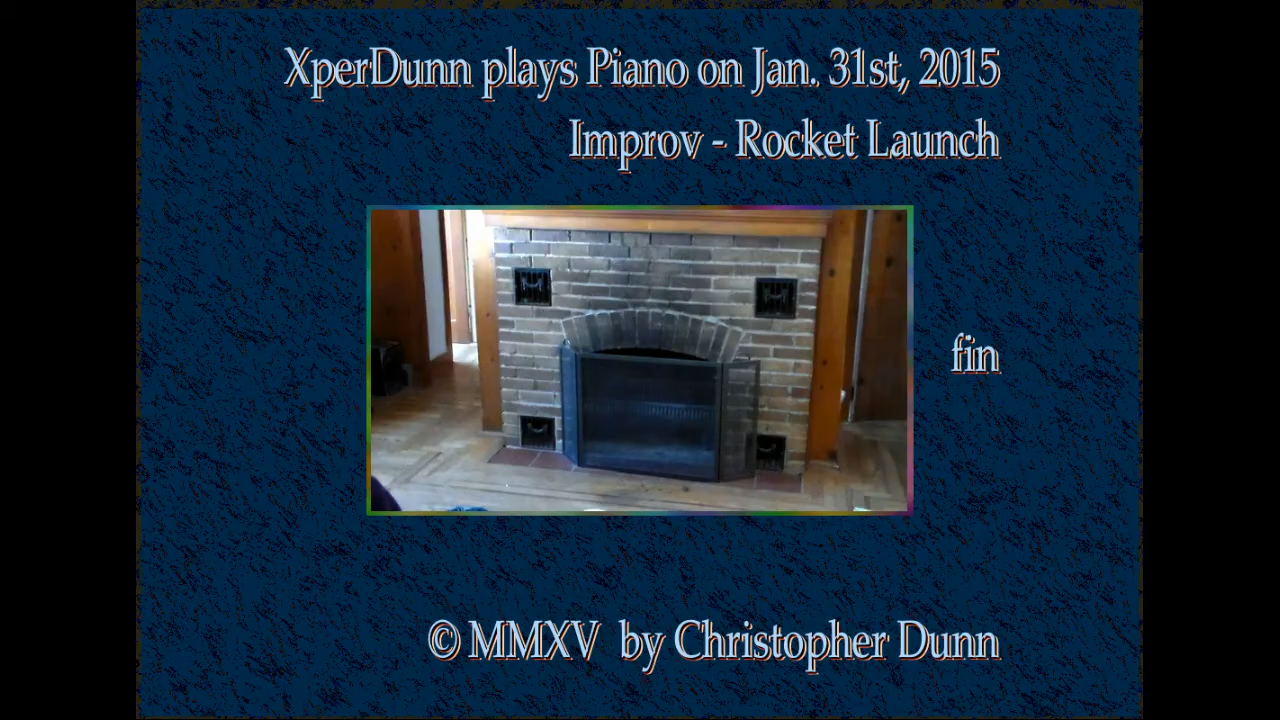 XperDunn plays Piano on Jan. 31st, 2015
Improv - Rocket Launch
fin
© MMXV by Christopher Dunn